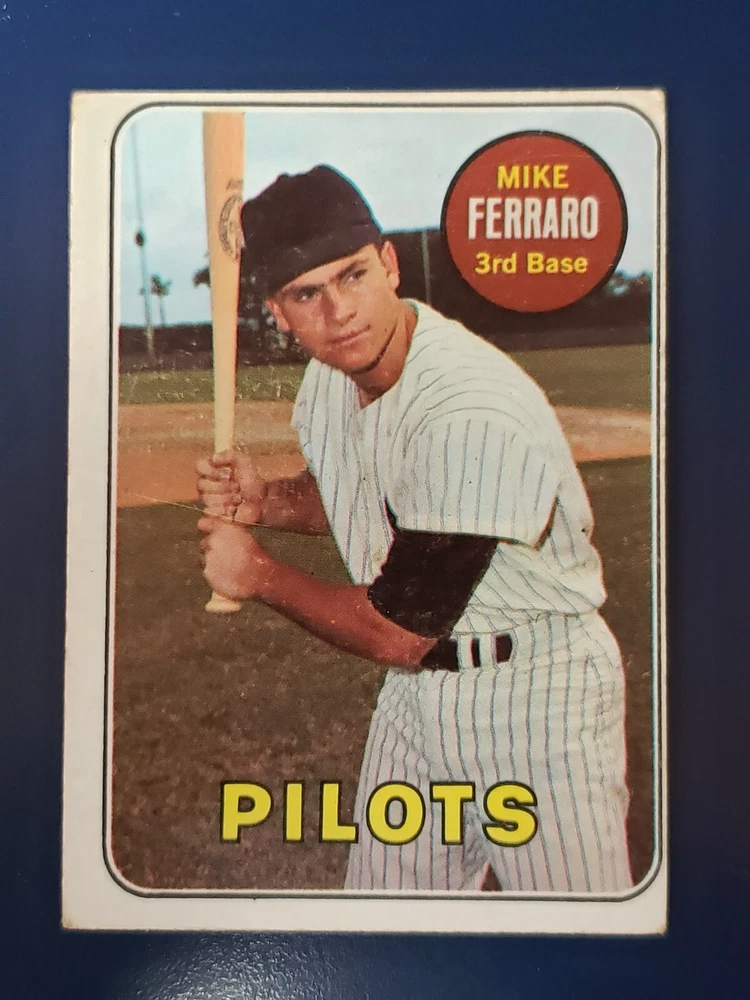 MIKE
FERRARO
3rd Base
PILOTS